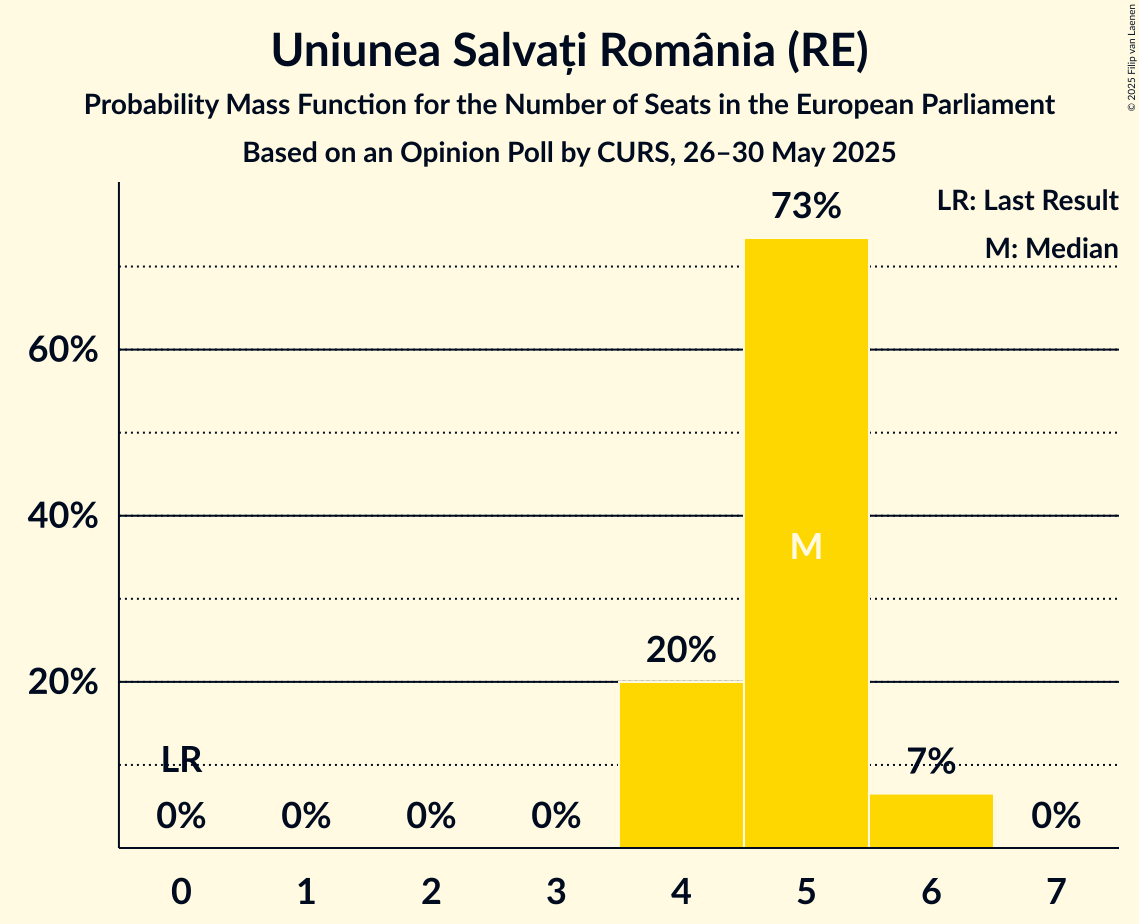 Uniunea Salvați România (RE)
Probability Mass Function for the Number of Seats in the European Parliament
Based on an Opinion Poll by CURS, 26–30 May 2025
© 2025 Filip van Laenen
LR: Last Result
M: Median
73%
60%
40%
M
20%
20%
LR
7%
0%
0%
0%
0%
0%
0
1
2
3
4
5
6
7